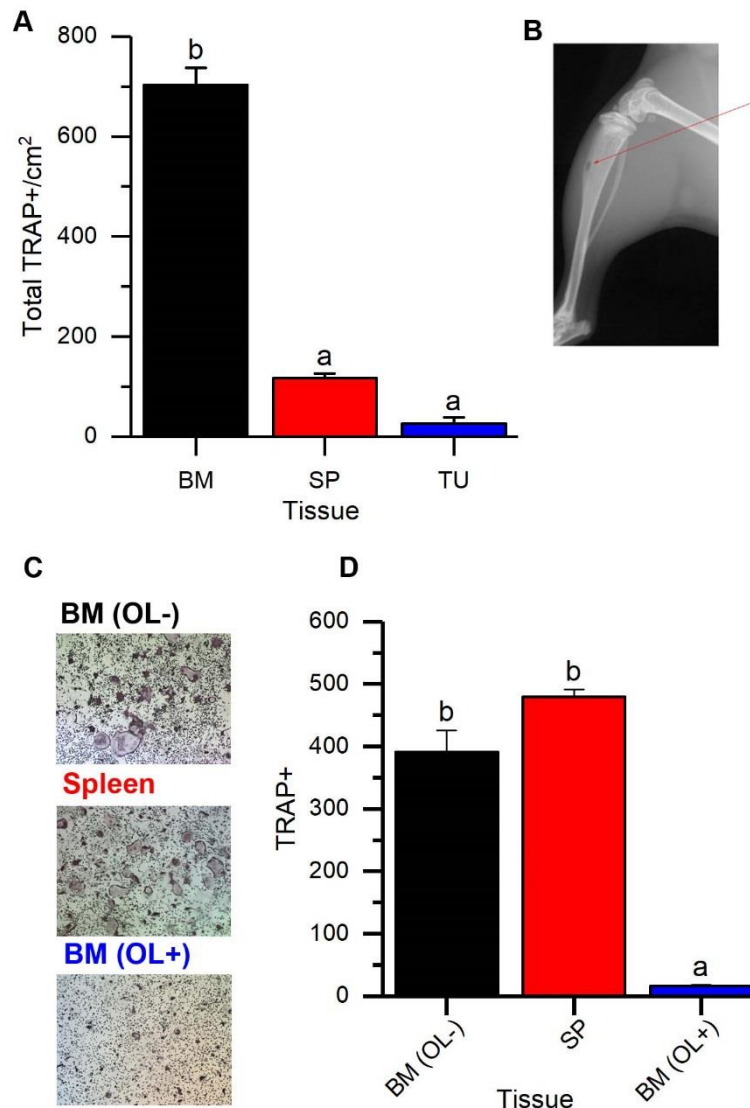 A
800
600
400
200
0
Total TRAP+/cm²
b
a
a
BM
SP
TU
Tissue
B
C
BM (OL-)
Spleen
BM (OL+)
D
600
500
400
300
200
100
0
TRAP+
b
b
a
BM (OL-)
SP
BM (OL+)
Tissue